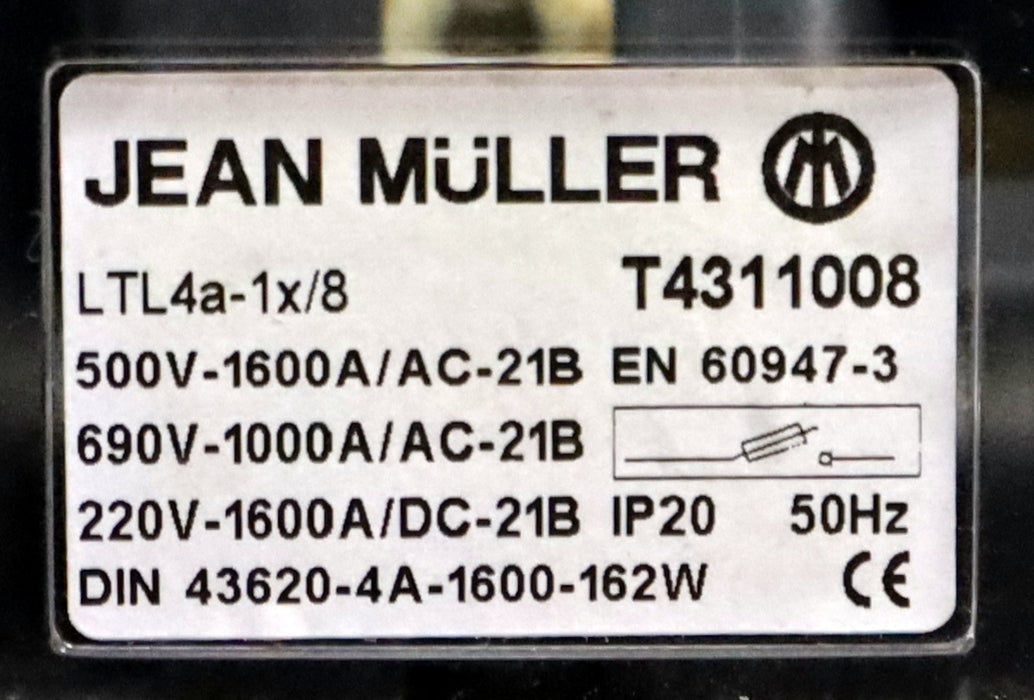 JEAN MÜLLER
LTL4a-1x/8 T4311008
500V-1600A/AC-21B EN 60947-3
690V-1000A/AC-21B
220V-1600A/DC-21B IP20 50Hz
DIN 43620-4A-1600-162W CE